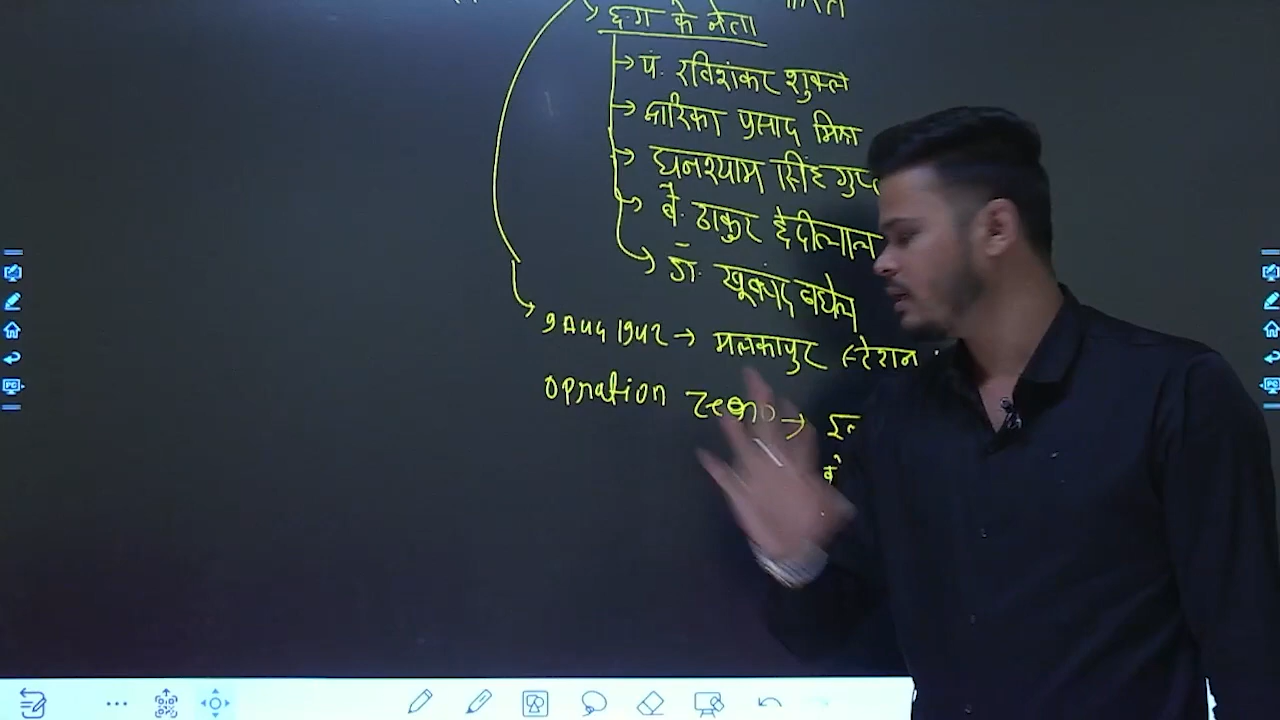 छ.ग के नेता
→ पं. रविशंकर शुक्ल
→ द्वारिका प्रसाद मिश्र
→ घनश्याम सिंह गुप्त
→ बै. ठाकुर छेदीलाल
→ डॉ. खूबचंद बघेल
9 Aug 1942 → मलकापुर स्टेशन
opration zero →